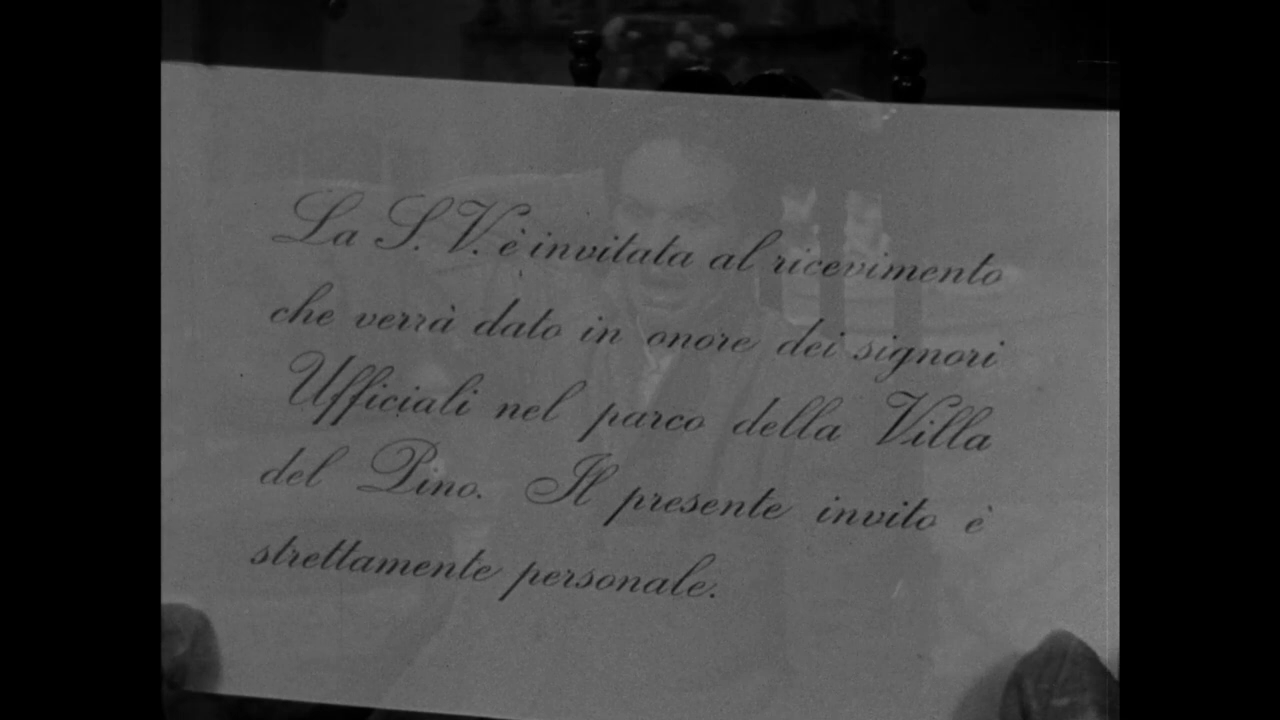 La S. V. è invitata al ricevimento
che verrà dato in onore dei signori
Ufficiali nel parco della Villa
del Pino. Il presente invito è
strettamente personale.